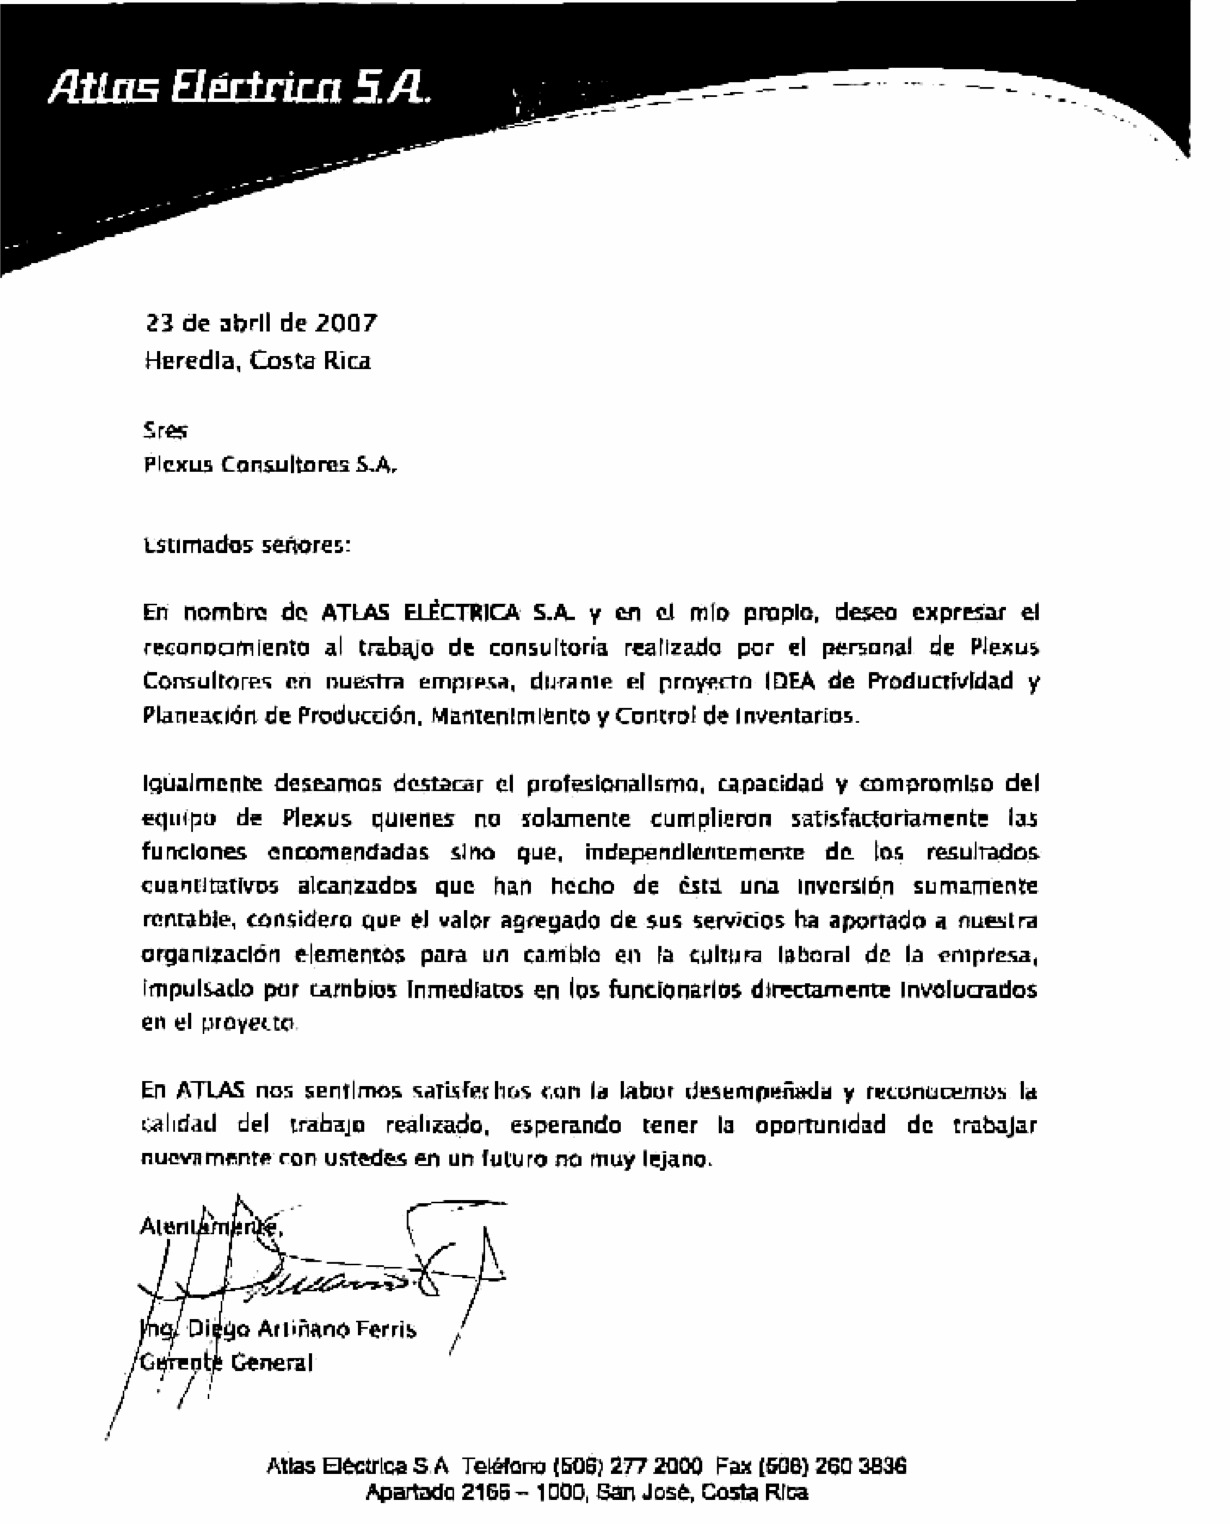 Atlas Eléctrica S.A.
23 de abril de 2007
Heredia, Costa Rica
Sres
Plexus Consultores S.A.
Estimados señores:
En nombre de ATLAS ELÉCTRICA S.A. y en el mío propio, deseo expresar el
reconocimiento al trabajo de consultoría realizado por el personal de Plexus
Consultores en nuestra empresa, durante el proyecto IDEA de Productividad y
Planeación de Producción, Mantenimiento y Control de Inventarios.
Igualmente deseamos destacar el profesionalismo, capacidad y compromiso del
equipo de Plexus quienes no solamente cumplieron satisfactoriamente las
funciones encomendadas sino que, independientemente de los resultados
cuantitativos alcanzados que han hecho de ésta una inversión sumamente
rentable, considero que el valor agregado de sus servicios ha aportado a nuestra
organización elementos para un cambio en la cultura laboral de la empresa,
impulsado por cambios inmediatos en los funcionarios directamente involucrados
en el proyecto.
En ATLAS nos sentimos satisfechos con la labor desempeñada y reconocemos la
calidad del trabajo realizado, esperando tener la oportunidad de trabajar
nuevamente con ustedes en un futuro no muy lejano.
Atentamente,
Ing. Diego Artiñano Ferris
Gerente General
Atlas Eléctrica S.A Teléfono (506) 277 2000 Fax (506) 260 3836
Apartado 2166 – 1000, San José, Costa Rica